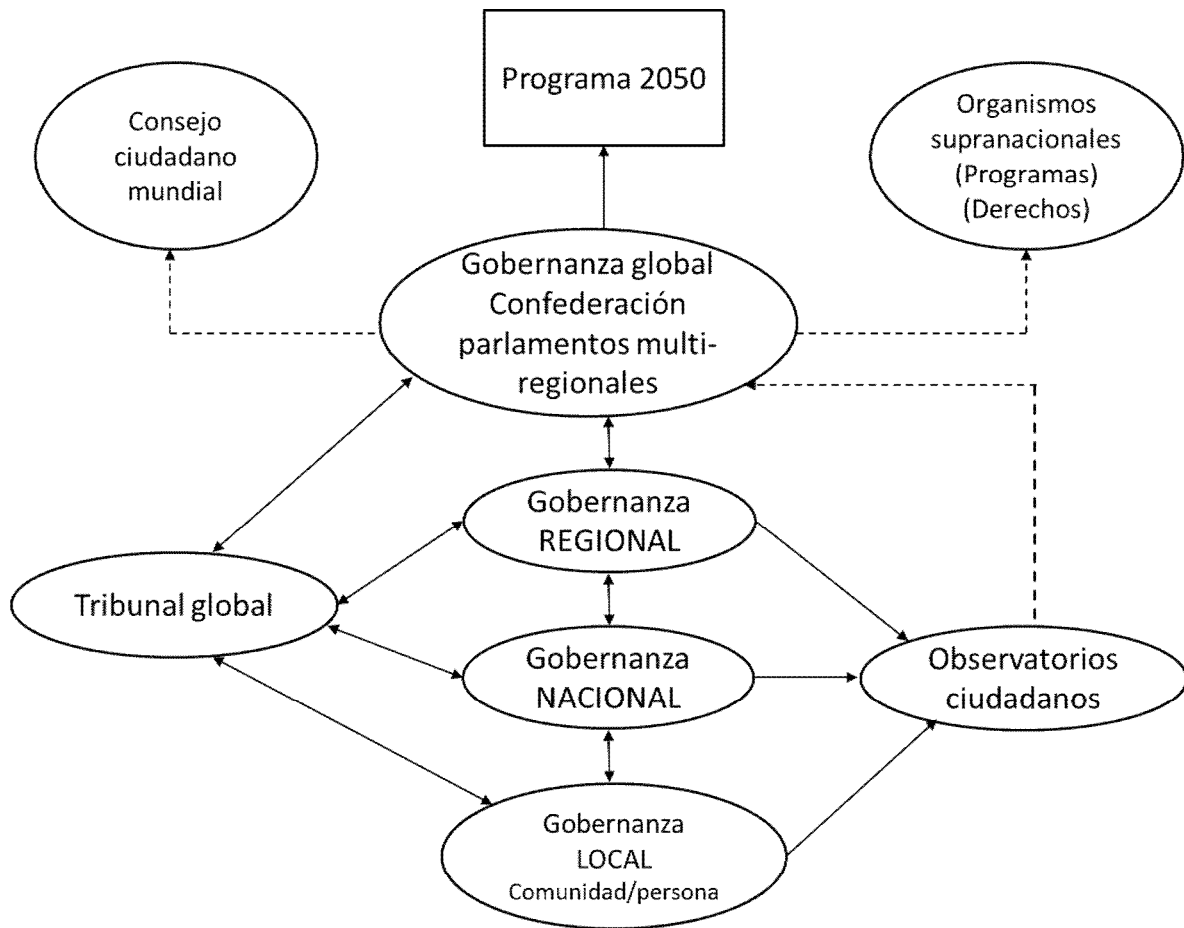 Programa 2050
Consejo
ciudadano
mundial
Organismos
supranacionales
(Programas)
(Derechos)
Gobernanza global
Confederación
parlamentos multi-
regionales
Gobernanza
REGIONAL
Tribunal global
Gobernanza
NACIONAL
Observatorios
ciudadanos
Gobernanza
LOCAL
Comunidad/persona